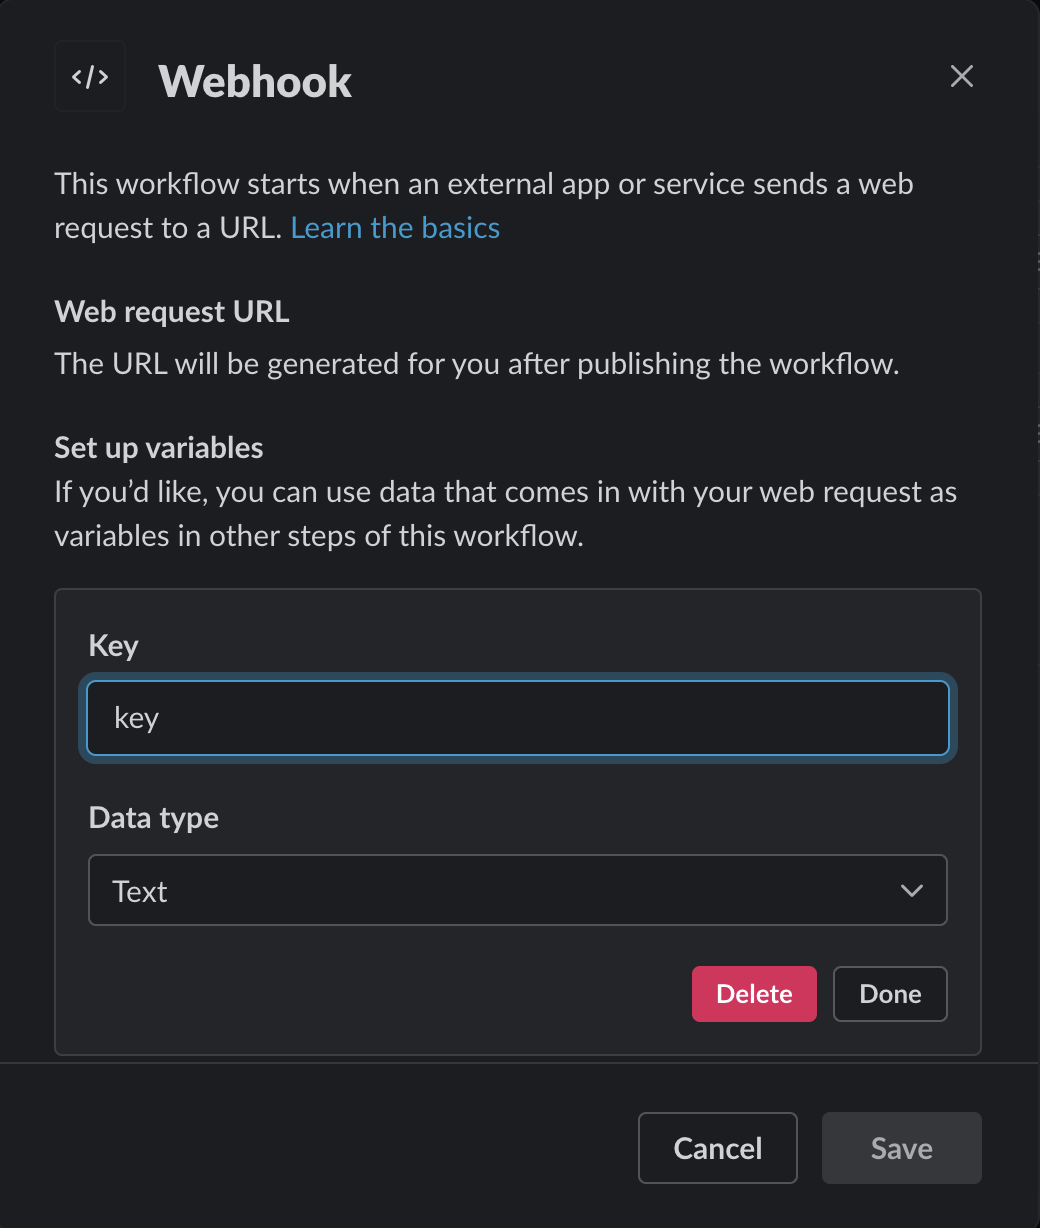 </> Webhook
This workflow starts when an external app or service sends a web
request to a URL. Learn the basics
Web request URL
The URL will be generated for you after publishing the workflow.
Set up variables
If you’d like, you can use data that comes in with your web request as
variables in other steps of this workflow.
Key
key
Data type
Text
Delete Done
Cancel Save